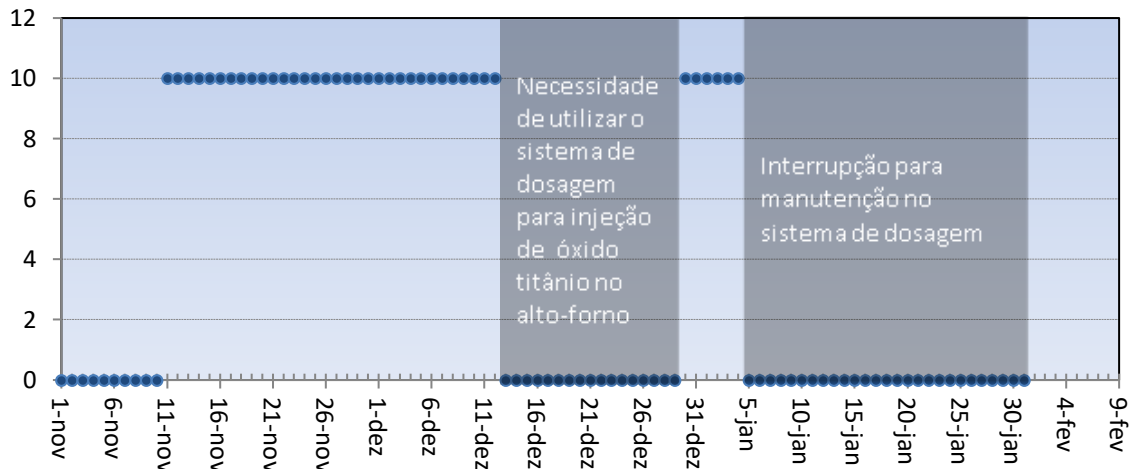 12
10
8
6
4
2
0
Necessidade
de utilizar o
sistema de
dosagem
para injeção
de óxido
titânio no
alto-forno
Interrupção para
manutenção no
sistema de dosagem
1-nov
6-nov
11-nov
16-nov
21-nov
26-nov
1-dez
6-dez
11-dez
16-dez
21-dez
26-dez
31-dez
5-jan
10-jan
15-jan
20-jan
25-jan
30-jan
4-fev
9-fev